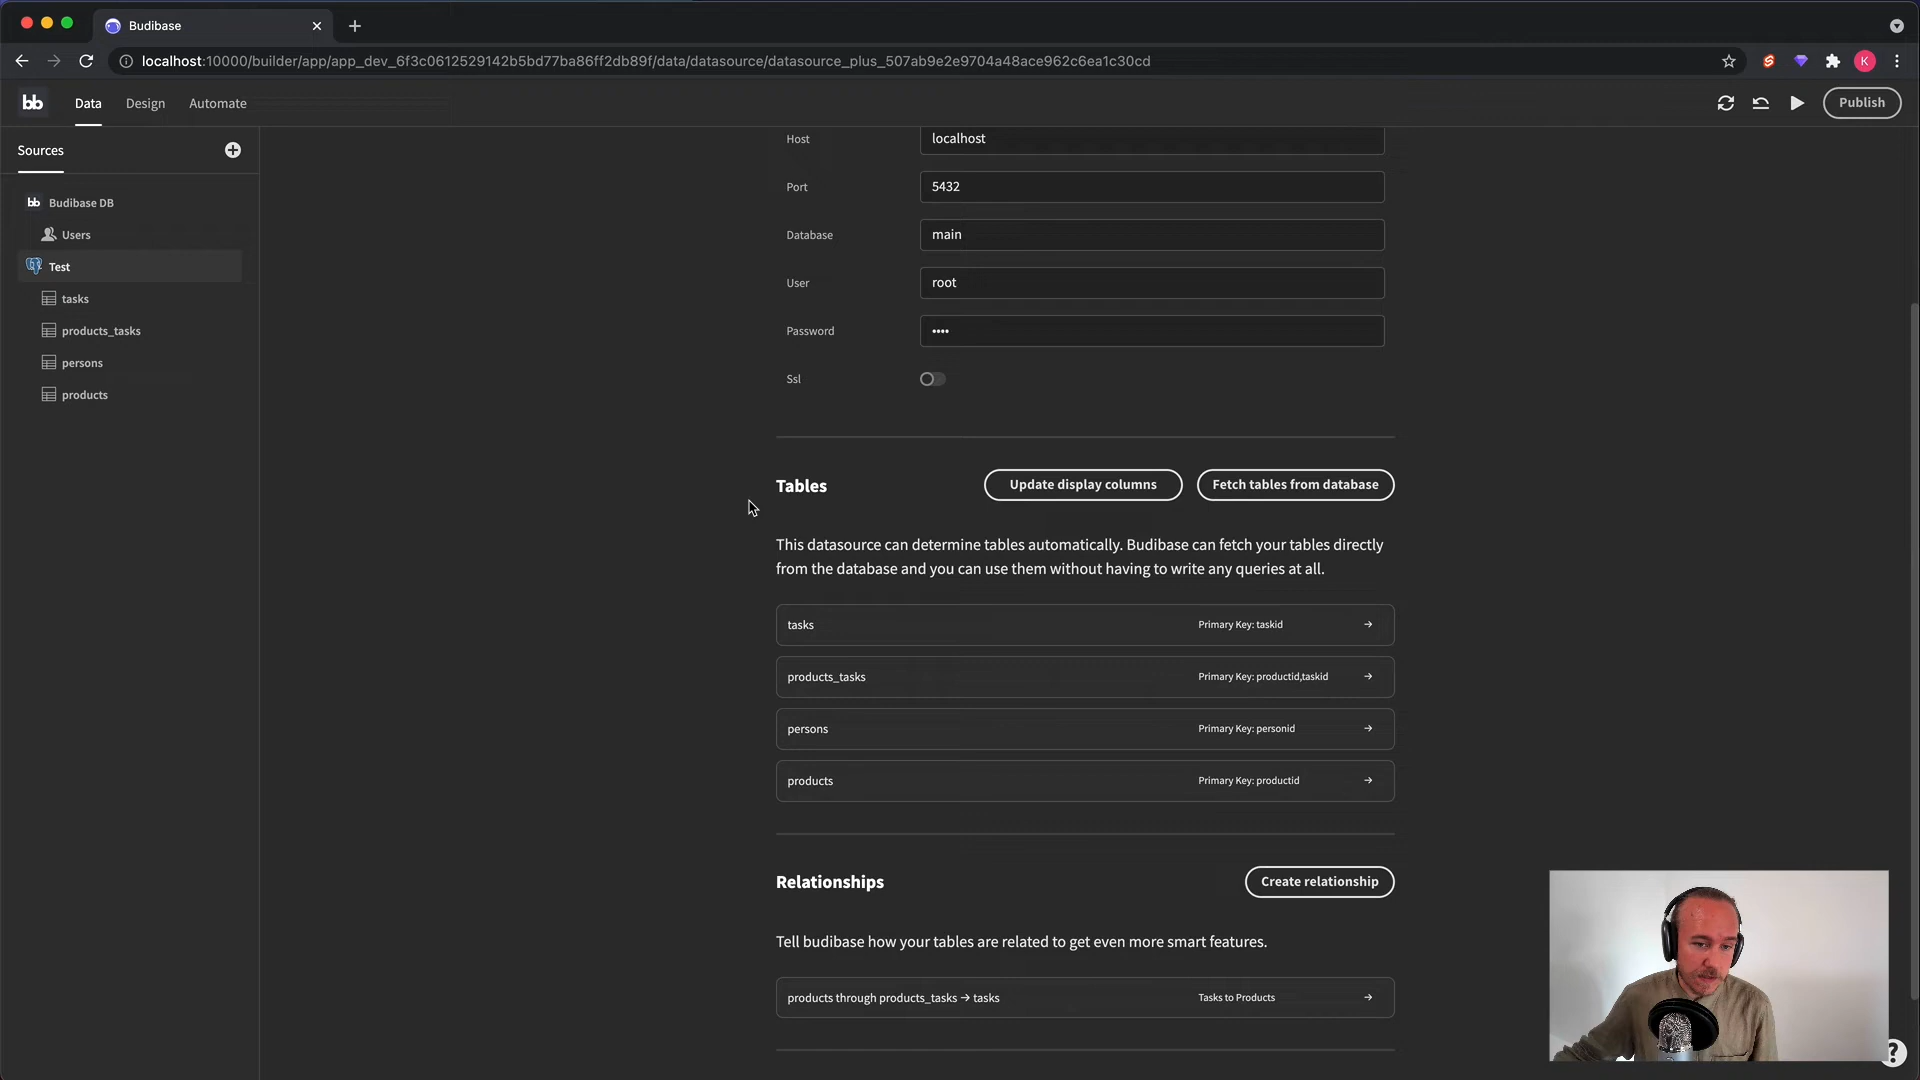 Budibase
localhost:10000/builder/app/app_dev_6f3c0612529142b5bd77ba86ff2db89f/data/datasource/datasource_plus_507ab9e2e9704a48ace962c6ea1c30cd
K
bb
Data
Design
Automate
Publish
Sources
bb Budibase DB
Users
Test
tasks
products_tasks
persons
products
Host
localhost
Port
5432
Database
main
User
root
Password
••••
Ssl
Tables
Update display columns
Fetch tables from database
This datasource can determine tables automatically. Budibase can fetch your tables directly
from the database and you can use them without having to write any queries at all.
tasks
Primary Key: taskid
products_tasks
Primary Key: productid,taskid
persons
Primary Key: personid
products
Primary Key: productid
Relationships
Create relationship
Tell budibase how your tables are related to get even more smart features.
products through products_tasks → tasks
Tasks to Products
?